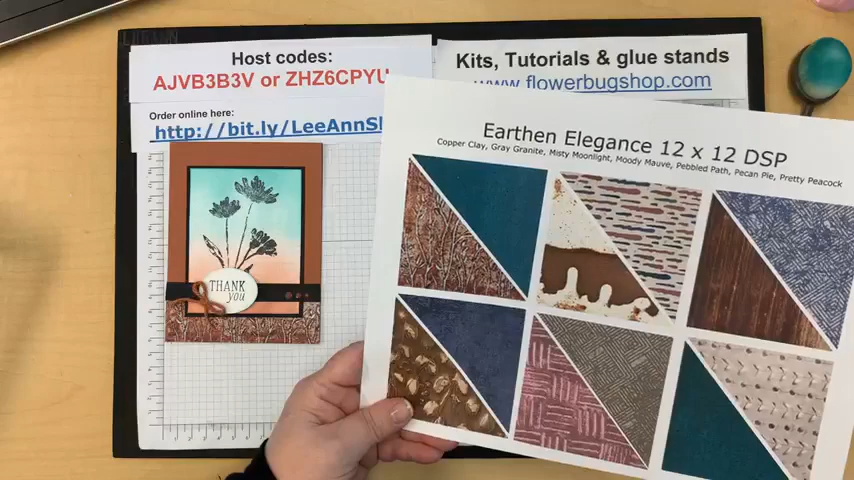 Host codes:
AJVB3B3V or ZHZ6CPYU
Order online here:
http://bit.ly/LeeAnnSl
Kits, Tutorials & glue stands
www.flowerbugshop.com
Earthen Elegance 12 x 12 DSP
Copper Clay, Gray Granite, Misty Moonlight, Moody Mauve, Pebbled Path, Pecan Pie, Pretty Peacock
THANK
you